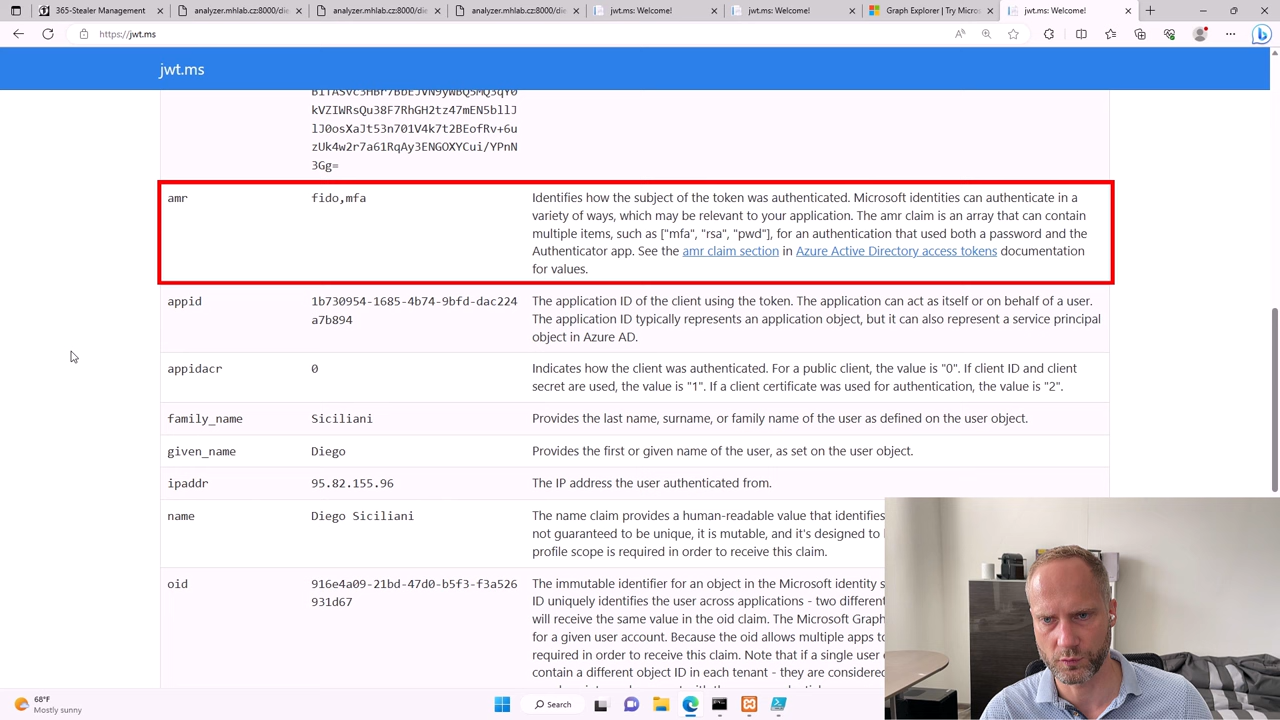 365-Stealer Management
analyzer.mhlab.cz:8000/die
analyzer.mhlab.cz:8000/die
analyzer.mhlab.cz:8000/die
jwt.ms: Welcome!
jwt.ms: Welcome!
Graph Explorer | Try Micros
jwt.ms: Welcome!
https://jwt.ms
jwt.ms
kVZIWRsQu38F7RhGH2tz47mEN5bllJ
lJ0osXaJt53n701V4k7t2BEofRv+6u
zUk4w2r7a61RqAy3ENGOXYCui/YPnN
3Gg=
amr
fido,mfa
Identifies how the subject of the token was authenticated. Microsoft identities can authenticate in a
variety of ways, which may be relevant to your application. The amr claim is an array that can contain
multiple items, such as ["mfa", "rsa", "pwd"], for an authentication that used both a password and the
Authenticator app. See the amr claim section in Azure Active Directory access tokens documentation
for values.
appid
1b730954-1685-4b74-9bfd-dac224
a7b894
The application ID of the client using the token. The application can act as itself or on behalf of a user.
The application ID typically represents an application object, but it can also represent a service principal
object in Azure AD.
appidacr
0
Indicates how the client was authenticated. For a public client, the value is "0". If client ID and client
secret are used, the value is "1". If a client certificate was used for authentication, the value is "2".
family_name
Siciliani
Provides the last name, surname, or family name of the user as defined on the user object.
given_name
Diego
Provides the first or given name of the user, as set on the user object.
ipaddr
95.82.155.96
The IP address the user authenticated from.
name
Diego Siciliani
The name claim provides a human-readable value that identifies
not guaranteed to be unique, it is mutable, and it's designed to
profile scope is required in order to receive this claim.
oid
916e4a09-21bd-47d0-b5f3-f3a526
931d67
The immutable identifier for an object in the Microsoft identity
ID uniquely identifies the user across applications - two different
will receive the same value in the oid claim. The Microsoft Graph
for a given user account. Because the oid allows multiple apps to
required in order to receive this claim. Note that if a single user
contain a different object ID in each tenant - they are considered
68°F
Mostly sunny
Search